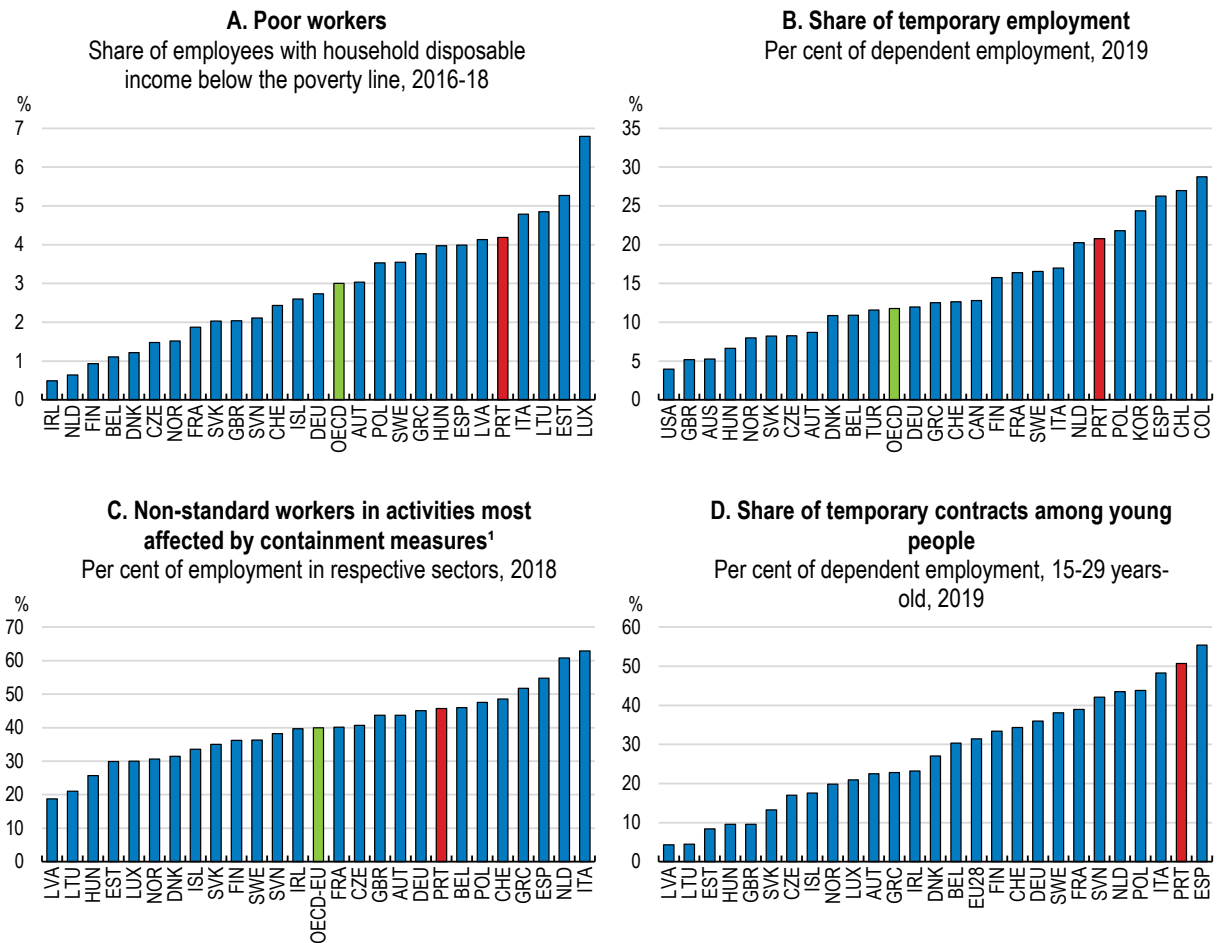 A. Poor workers
Share of employees with household disposable
income below the poverty line, 2016-18
%
7
6
5
4
3
2
1
0
IRL NLD FIN BEL DNK CZE NOR FRA SVK GBR SVN CHE ISL DEU OECD AUT POL SWE GRC HUN ESP LVA PRT ITA LTU EST LUX
B. Share of temporary employment
Per cent of dependent employment, 2019
%
35
30
25
20
15
10
5
0
USA GBR AUS HUN NOR SVK CZE AUT DNK BEL TUR OECD DEU GRC CHE CAN FIN FRA SWE ITA NLD PRT POL KOR ESP CHL COL
C. Non-standard workers in activities most
affected by containment measures¹
Per cent of employment in respective sectors, 2018
%
70
60
50
40
30
20
10
0
LVA LTU HUN EST LUX NOR DNK ISL SVK FIN SWE SVN IRL OECD-EU FRA CZE GBR AUT DEU PRT BEL POL CHE GRC ESP NLD ITA
D. Share of temporary contracts among young
people
Per cent of dependent employment, 15-29 years-
old, 2019
%
60
50
40
30
20
10
0
LVA LTU EST HUN GBR SVK CZE ISL NOR LUX AUT GRC IRL DNK BEL EU28 FIN CHE DEU SWE FRA SVN NLD POL ITA PRT ESP